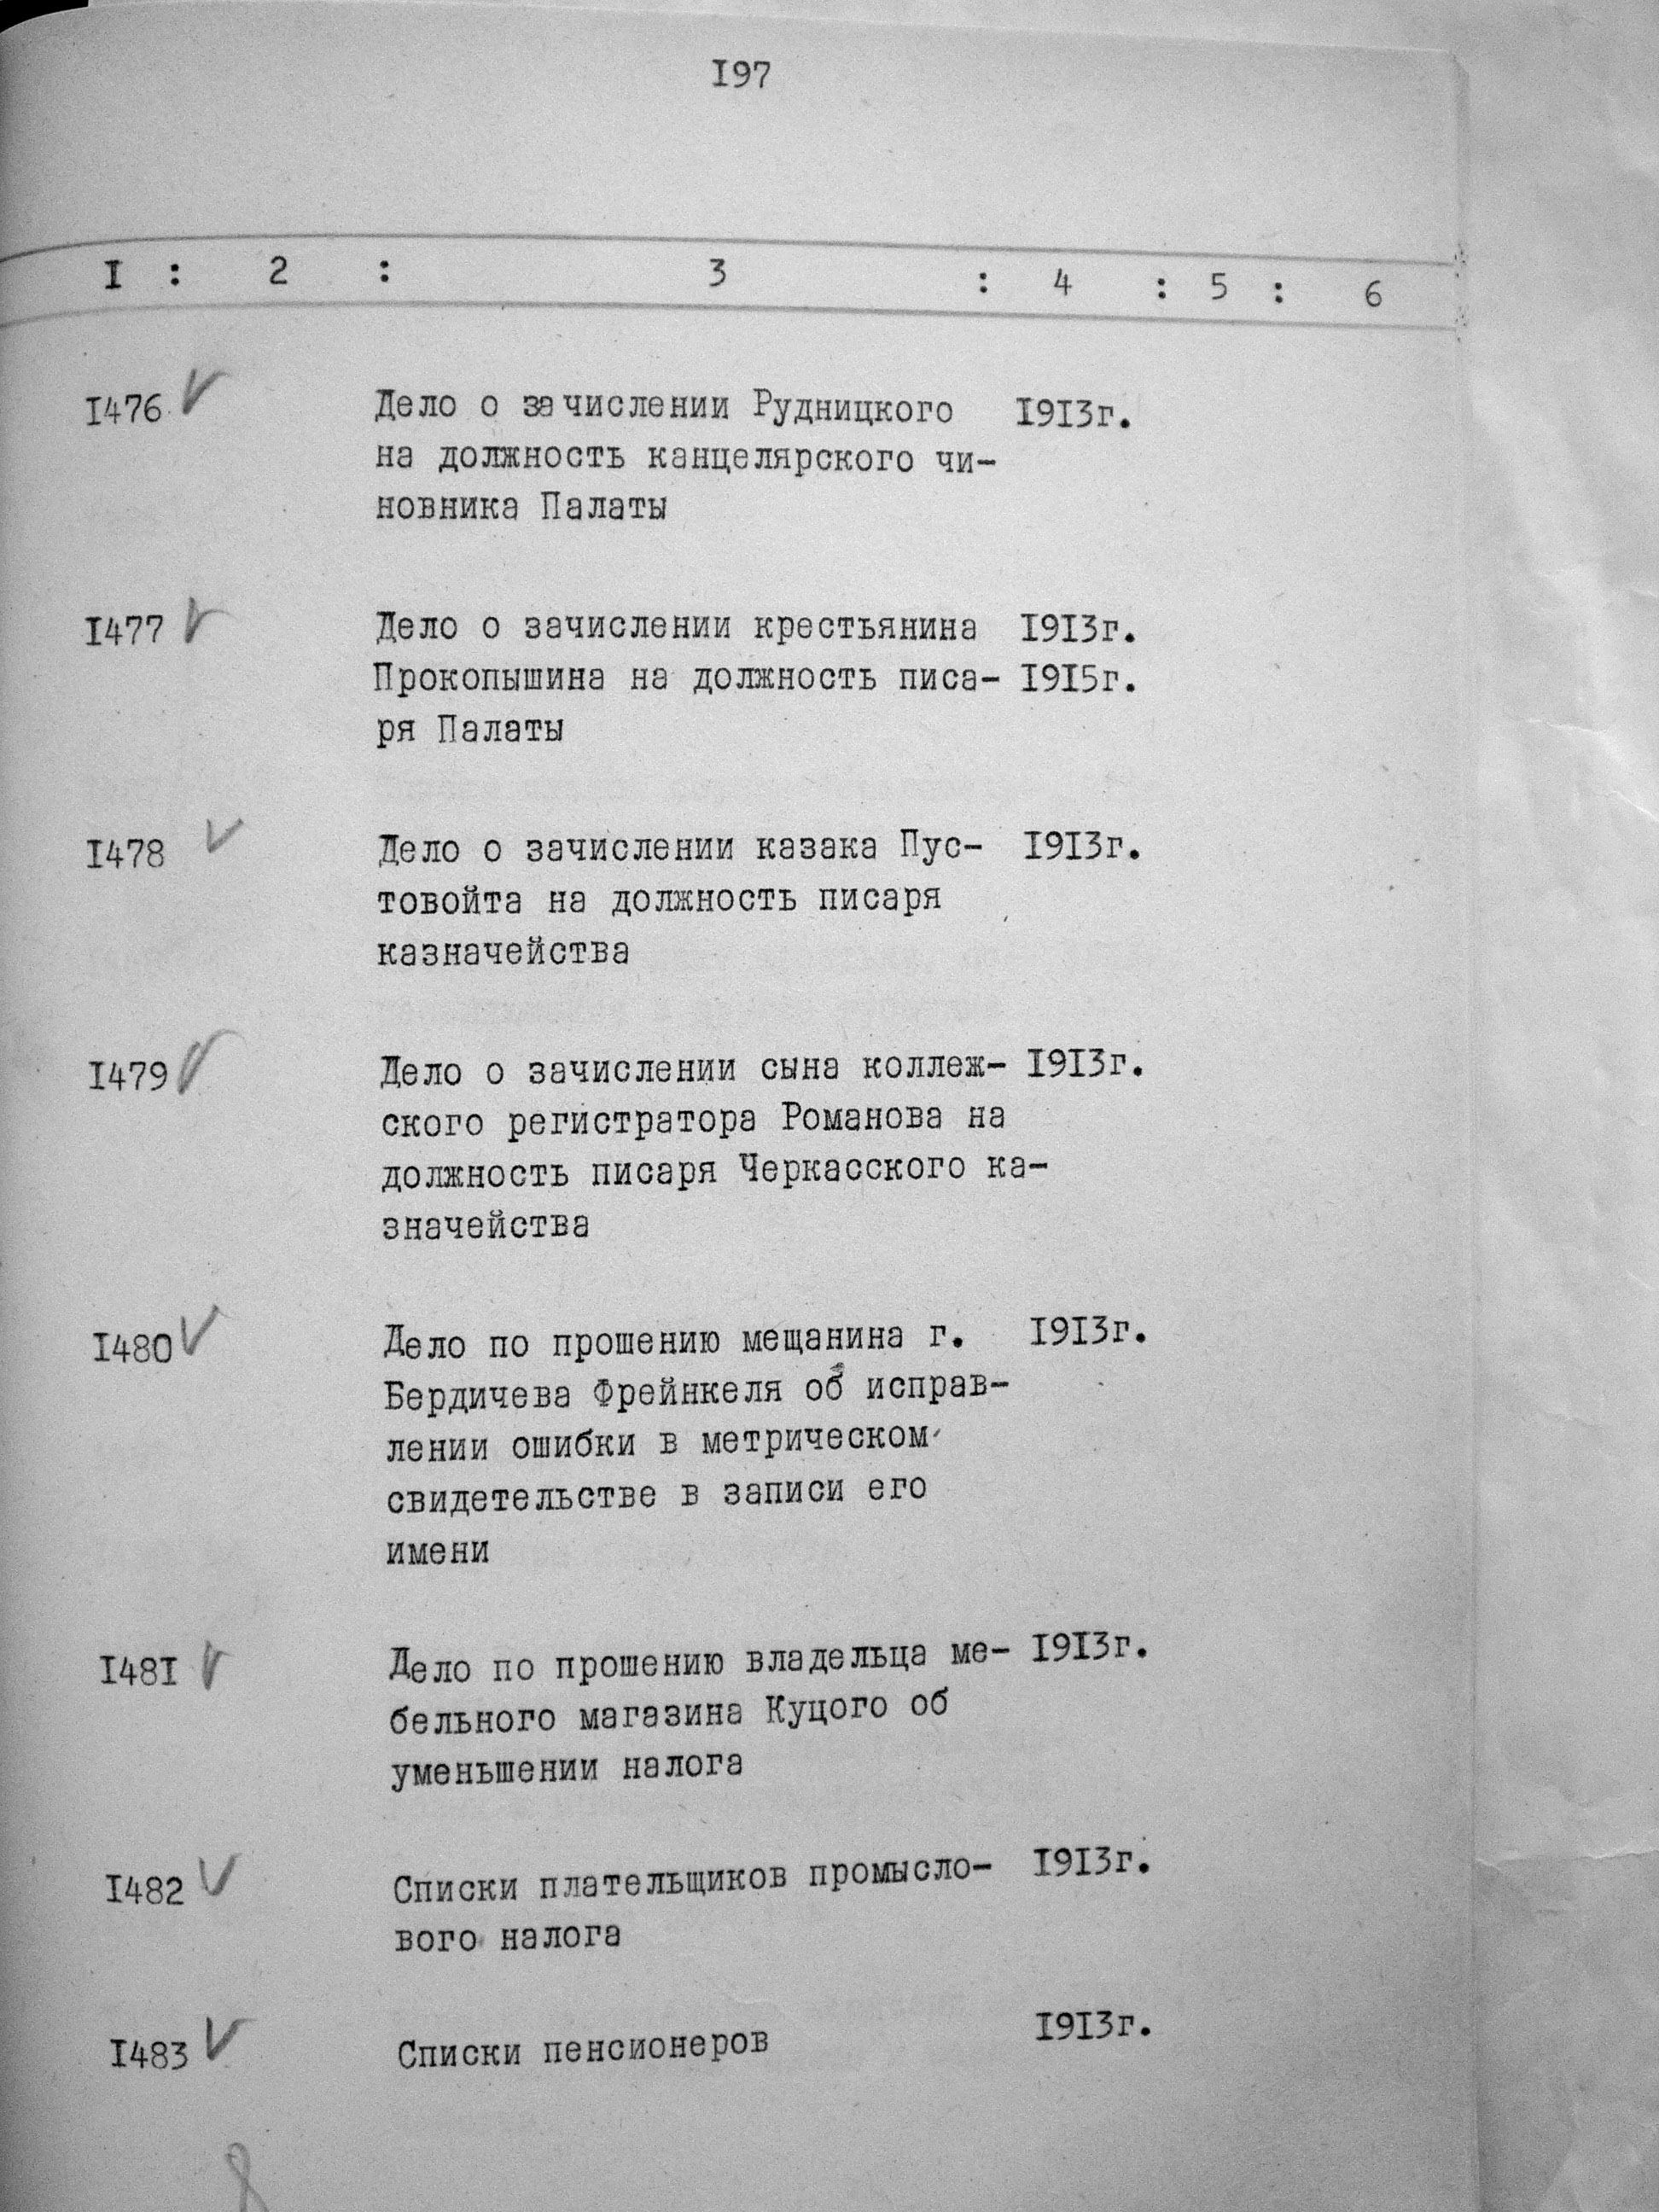 I97
I : 2 : 3 : 4 : 5 : 6
I476 Дело о зачислении Рудницкого I9I3г.
на должность канцелярского чи-
новника Палаты
I477 Дело о зачислении крестьянина I9I3г.
Прокопышина на должность писа- I9I5г.
ря Палаты
I478 Дело о зачислении казака Пус- I9I3г.
товойта на должность писаря
казначейства
I479 Дело о зачислении сына коллеж- I9I3г.
ского регистратора Романова на
должность писаря Черкасского ка-
значейства
I480 Дело по прошению мещанина г. I9I3г.
Бердичева Фрейнкеля об исправ-
лении ошибки в метрическом
свидетельстве в записи его
имени
I48I Дело по прошению владельца ме- I9I3г.
бельного магазина Куцого об
уменьшении налога
I482 Списки плательщиков промысло- I9I3г.
вого налога
I483 Списки пенсионеров I9I3г.
8